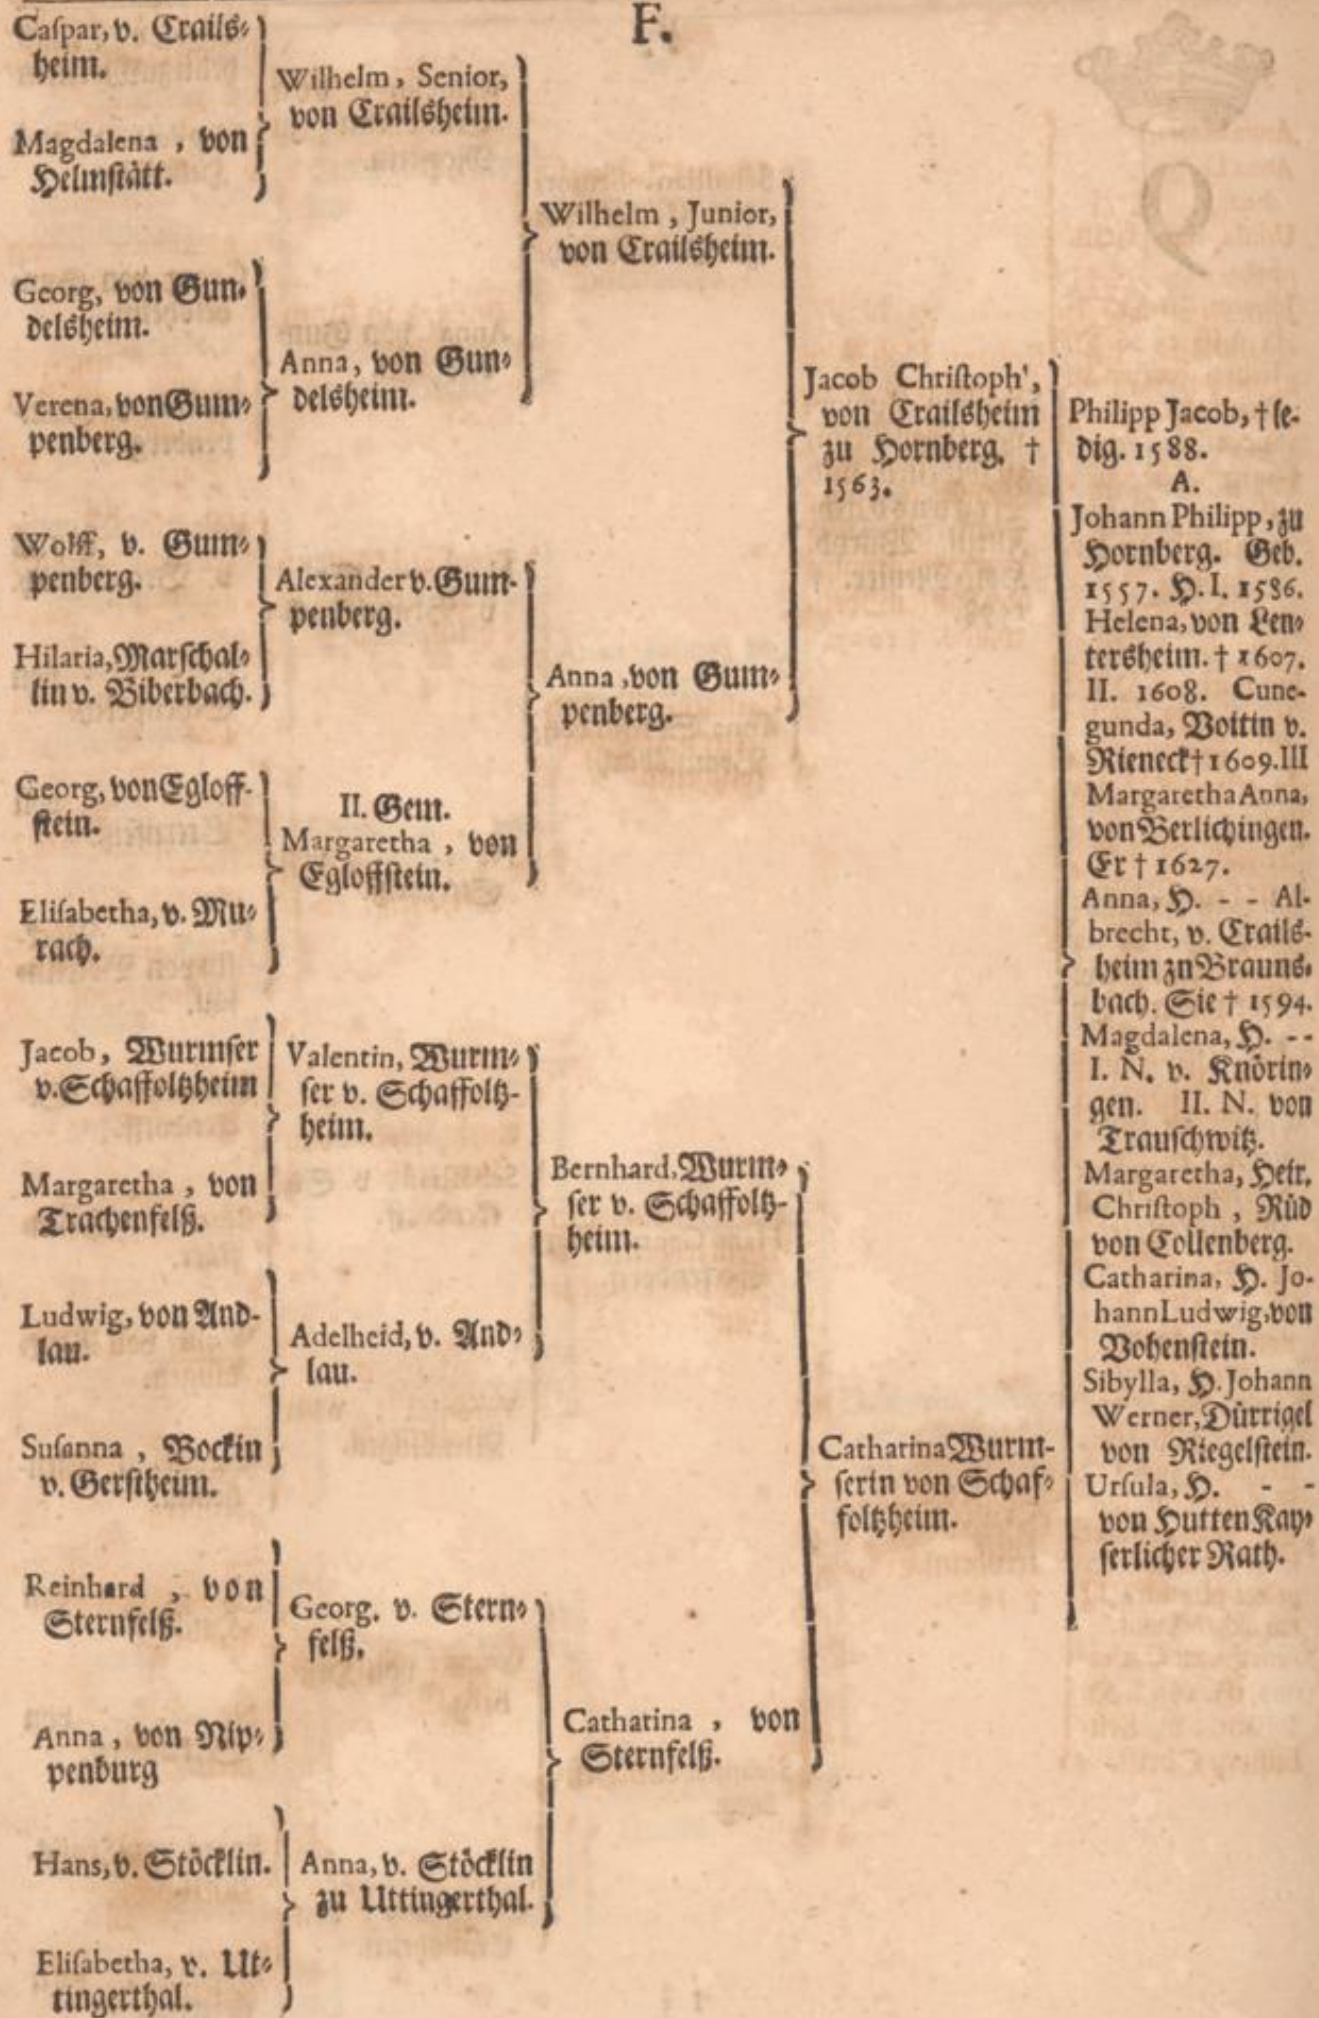 F.
Caspar, v. Crails-
heim.
Magdalena, von
Helmstätt.
Georg, von Gun-
delsheim.
Verena, von Gum-
penberg.
Wolff, v. Gum-
penberg.
Hilaria, Marschal-
lin v. Biberbach.
Georg, von Egloff-
stein.
Elisabetha, v. Mu-
rach.
Jacob, Wurmser
v. Schaffoltzheim
Margaretha, von
Trachenfelß.
Ludwig, von And-
lau.
Susanna, Bockin
v. Gerstheim.
Reinhard, von
Sternfelß.
Anna, von Nip-
penburg
Hans, v. Stöcklin.
Elisabetha, v. Ut-
tingerthal.
Wilhelm, Senior,
von Crailsheim.
Anna, von Gun-
delsheim.
Alexander v. Gum-
penberg.
II. Gem.
Margaretha, von
Egloffstein.
Valentin, Wurm-
ser v. Schaffoltz-
heim.
Adelheid, v. And-
lau.
Georg, v. Stern-
felß.
Anna, v. Stöcklin
zu Uttingerthal.
Wilhelm, Junior,
von Crailsheim.
Anna, von Gum-
penberg.
Bernhard, Wurm-
ser v. Schaffoltz-
heim.
Catharina, von
Sternfelß.
Jacob Christoph',
von Crailsheim
zu Hornberg. †
1563.
Catharina Wurm-
serin von Schaf-
foltzheim.
Q
Philipp Jacob, † le-
dig. 1588.
A.
Johann Philipp, zu
Hornberg. Geb.
1557. H. I. 1586.
Helena, von Len-
tersheim. † 1607.
II. 1608. Cune-
gunda, Voitin v.
Rieneck † 1609. III
Margaretha Anna,
von Berlichingen.
Er † 1627.
Anna, H. - - Al-
brecht, v. Crails-
heim zn Brauns-
bach. Sie † 1594.
Magdalena, H. --
I. N. v. Knörin-
gen. II. N. von
Trauschwitz.
Margaretha, Heir.
Christoph, Rüd
von Collenberg.
Catharina, H. Jo-
hann Ludwig, von
Vohenstein.
Sibylla, H. Johann
Werner, Dürrigel
von Riegelstein.
Ursula, H. - -
von Hutten Kay-
serlicher Rath.